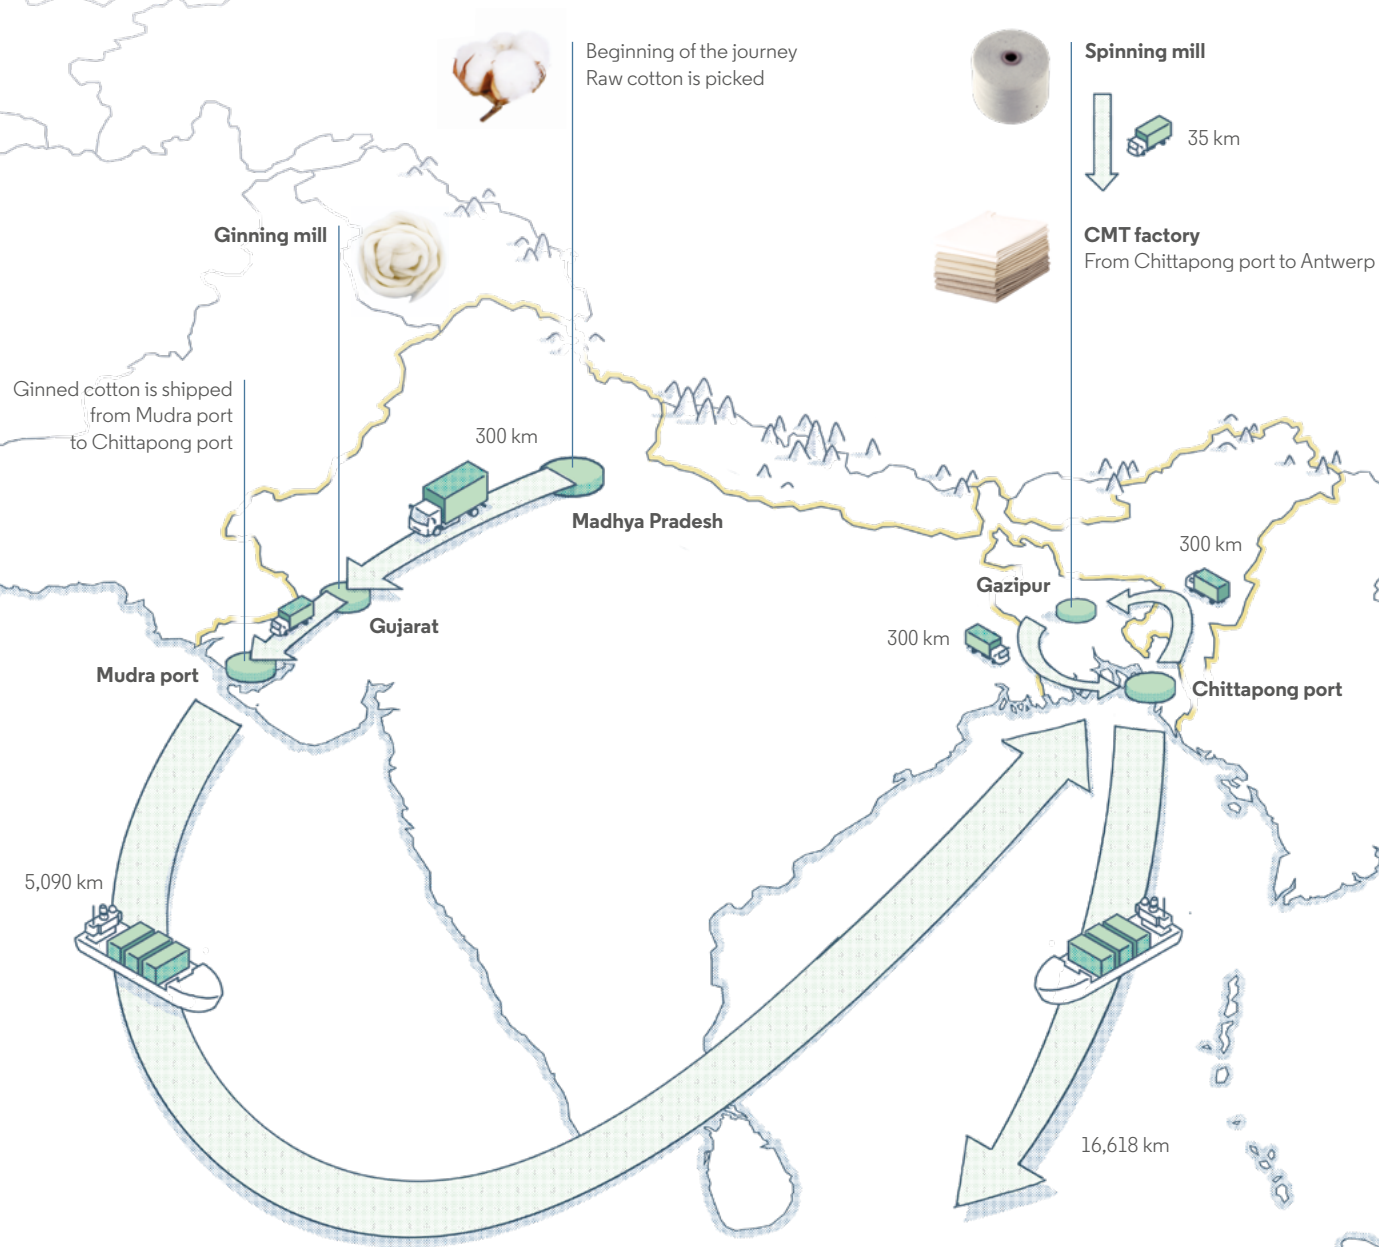 Beginning of the journey
Raw cotton is picked
Spinning mill
35 km
Ginning mill
CMT factory
From Chittapong port to Antwerp
Ginned cotton is shipped
from Mudra port
to Chittapong port
300 km
Madhya Pradesh
300 km
Gazipur
Gujarat
300 km
Mudra port
Chittapong port
5,090 km
16,618 km